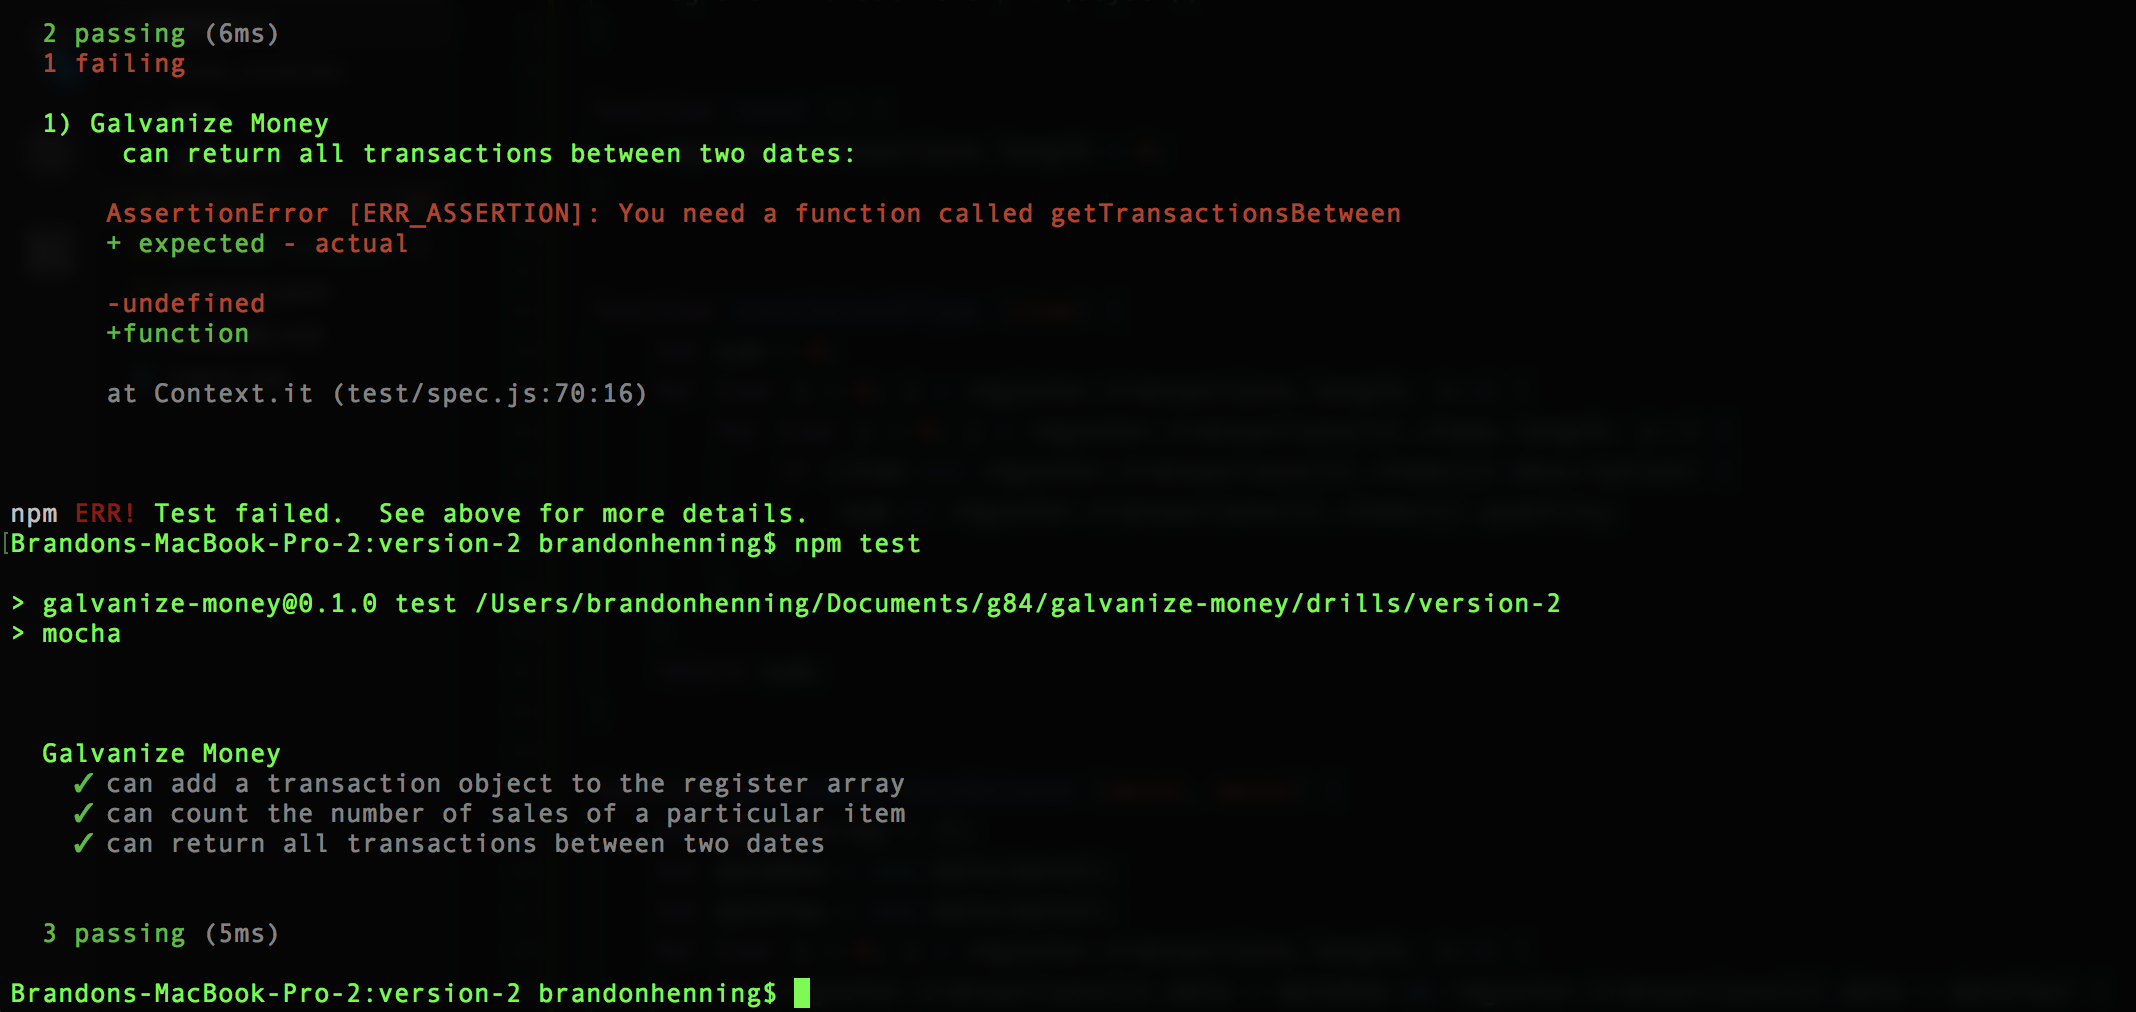 2 passing (6ms)
1 failing
1) Galvanize Money
can return all transactions between two dates:
AssertionError [ERR_ASSERTION]: You need a function called getTransactionsBetween
+ expected - actual
-undefined
+function
at Context.it (test/spec.js:70:16)
npm ERR! Test failed.  See above for more details.
[Brandons-MacBook-Pro-2:version-2 brandonhenning$ npm test
> galvanize-money@0.1.0 test /Users/brandonhenning/Documents/g84/galvanize-money/drills/version-2
> mocha
Galvanize Money
✓ can add a transaction object to the register array
✓ can count the number of sales of a particular item
✓ can return all transactions between two dates
3 passing (5ms)
Brandons-MacBook-Pro-2:version-2 brandonhenning$